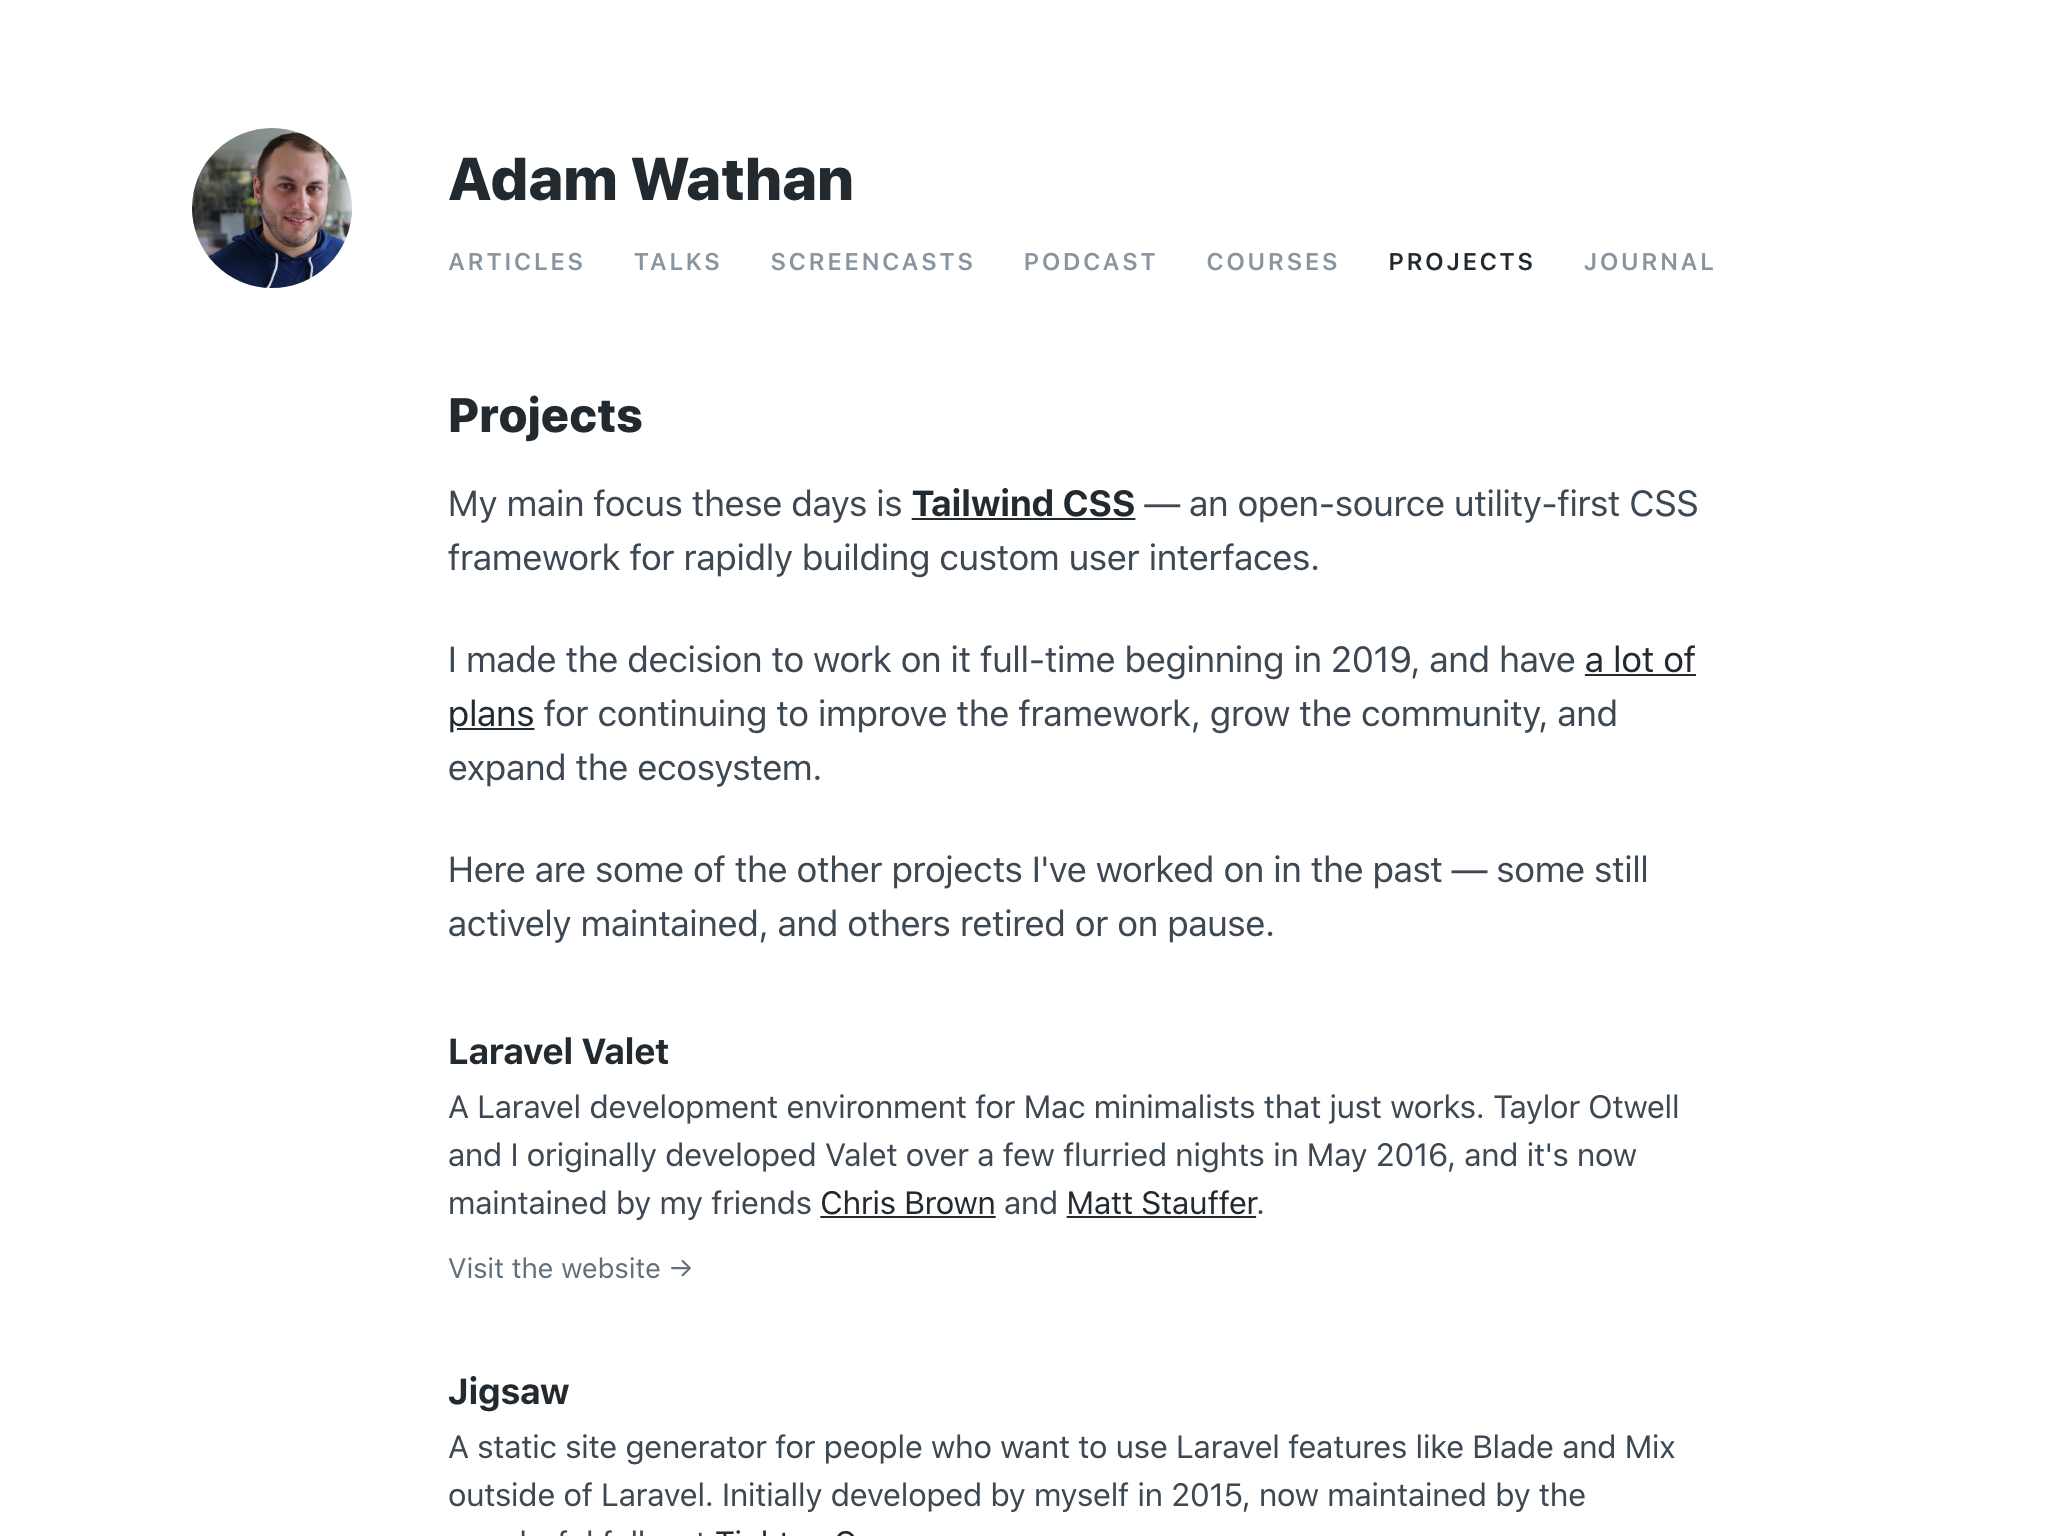 Adam Wathan
ARTICLES TALKS SCREENCASTS PODCAST COURSES PROJECTS JOURNAL
Projects
My main focus these days is Tailwind CSS — an open-source utility-first CSS
framework for rapidly building custom user interfaces.
I made the decision to work on it full-time beginning in 2019, and have a lot of
plans for continuing to improve the framework, grow the community, and
expand the ecosystem.
Here are some of the other projects I've worked on in the past — some still
actively maintained, and others retired or on pause.
Laravel Valet
A Laravel development environment for Mac minimalists that just works. Taylor Otwell
and I originally developed Valet over a few flurried nights in May 2016, and it's now
maintained by my friends Chris Brown and Matt Stauffer.
Visit the website →
Jigsaw
A static site generator for people who want to use Laravel features like Blade and Mix
outside of Laravel. Initially developed by myself in 2015, now maintained by the